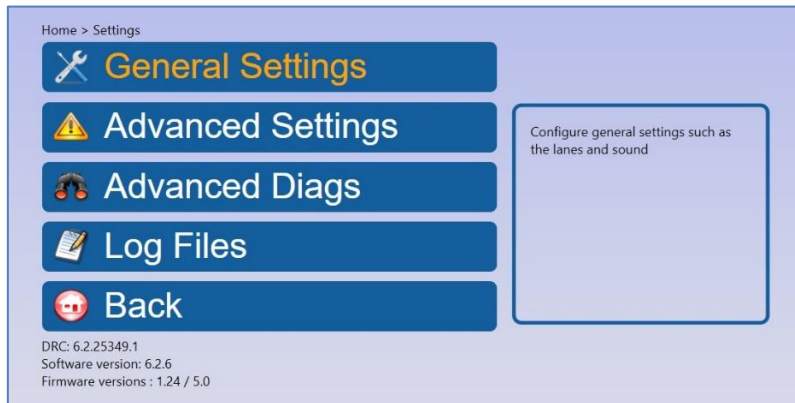 Home > Settings
General Settings
Advanced Settings
Advanced Diags
Log Files
Back
Configure general settings such as
the lanes and sound
DRC: 6.2.25349.1
Software version: 6.2.6
Firmware versions : 1.24 / 5.0